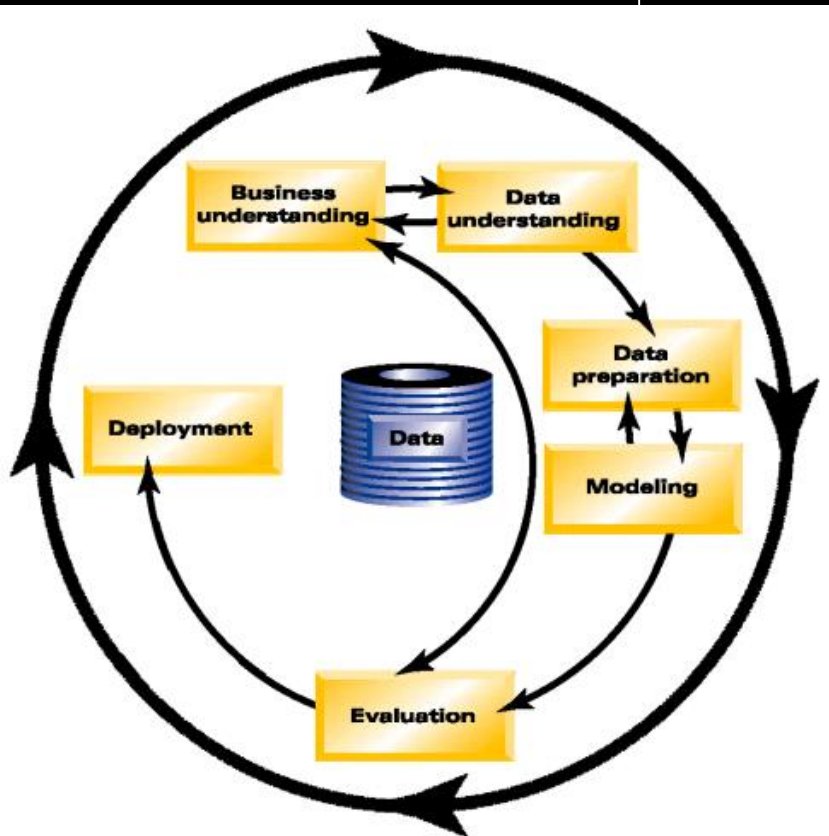 Business
understanding
Data
understanding
Data
preparation
Deployment
Data
Modeling
Evaluation